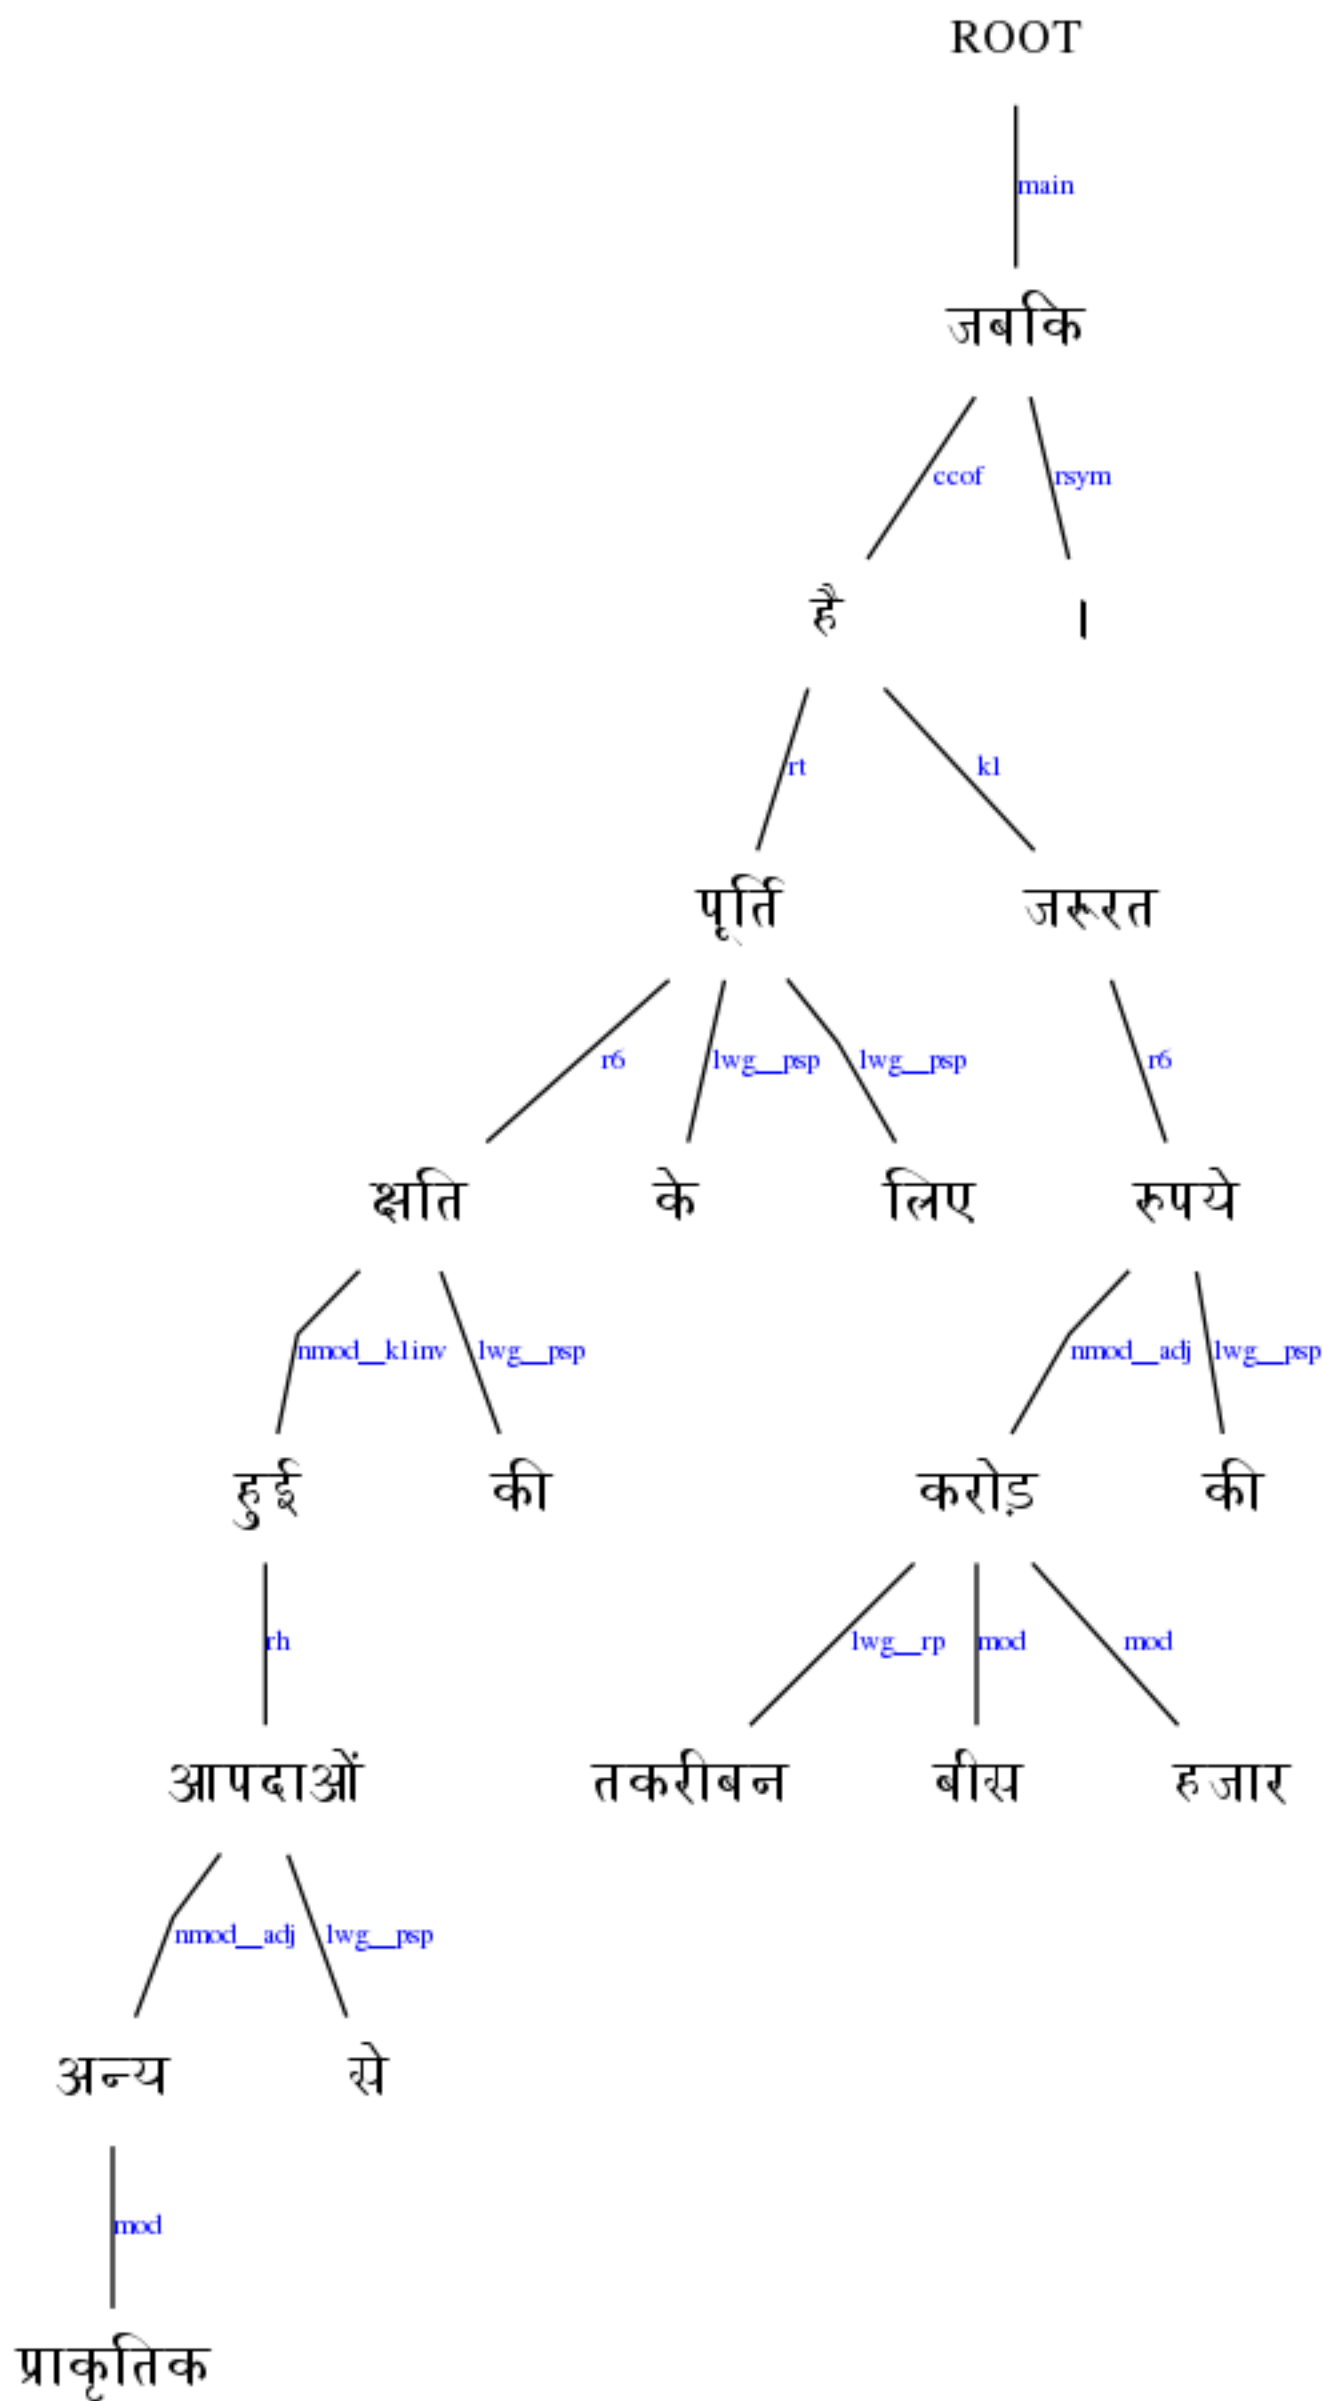 ROOT
main
जबकि
ccof rsym
है ।
rt k1
पूर्ति जरूरत
r6 lwg__psp lwg__psp r6
क्षति के लिए रुपये
nmod__k1inv lwg__psp nmod__adj lwg__psp
हुई की करोड़ की
rh lwg__rp mod mod
आपदाओं तकरीबन बीस हजार
nmod__adj lwg__psp
अन्य से
mod
प्राकृतिक